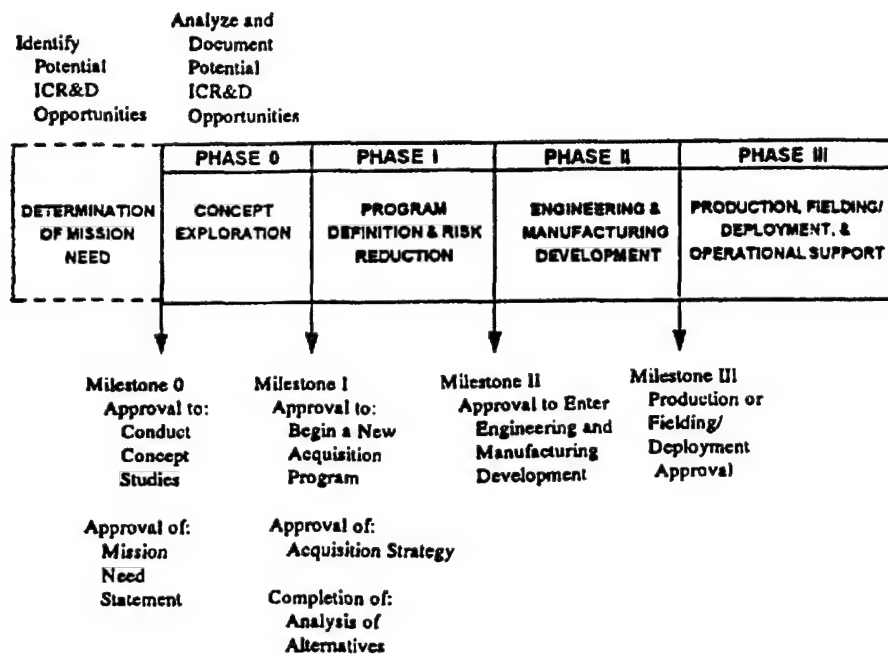 Identify
Potential
ICR&D
Opportunities
Analyze and
Document
Potential
ICR&D
Opportunities
PHASE 0
PHASE I
PHASE II
PHASE III
DETERMINATION
OF MISSION
NEED
CONCEPT
EXPLORATION
PROGRAM
DEFINITION & RISK
REDUCTION
ENGINEERING &
MANUFACTURING
DEVELOPMENT
PRODUCTION, FIELDING/
DEPLOYMENT, &
OPERATIONAL SUPPORT
Milestone 0
Approval to:
Conduct
Concept
Studies
Approval of:
Mission
Need
Statement
Milestone I
Approval to:
Begin a New
Acquisition
Program
Approval of:
Acquisition Strategy
Completion of:
Analysis of
Alternatives
Milestone II
Approval to Enter
Engineering and
Manufacturing
Development
Milestone III
Production or
Fielding/
Deployment
Approval